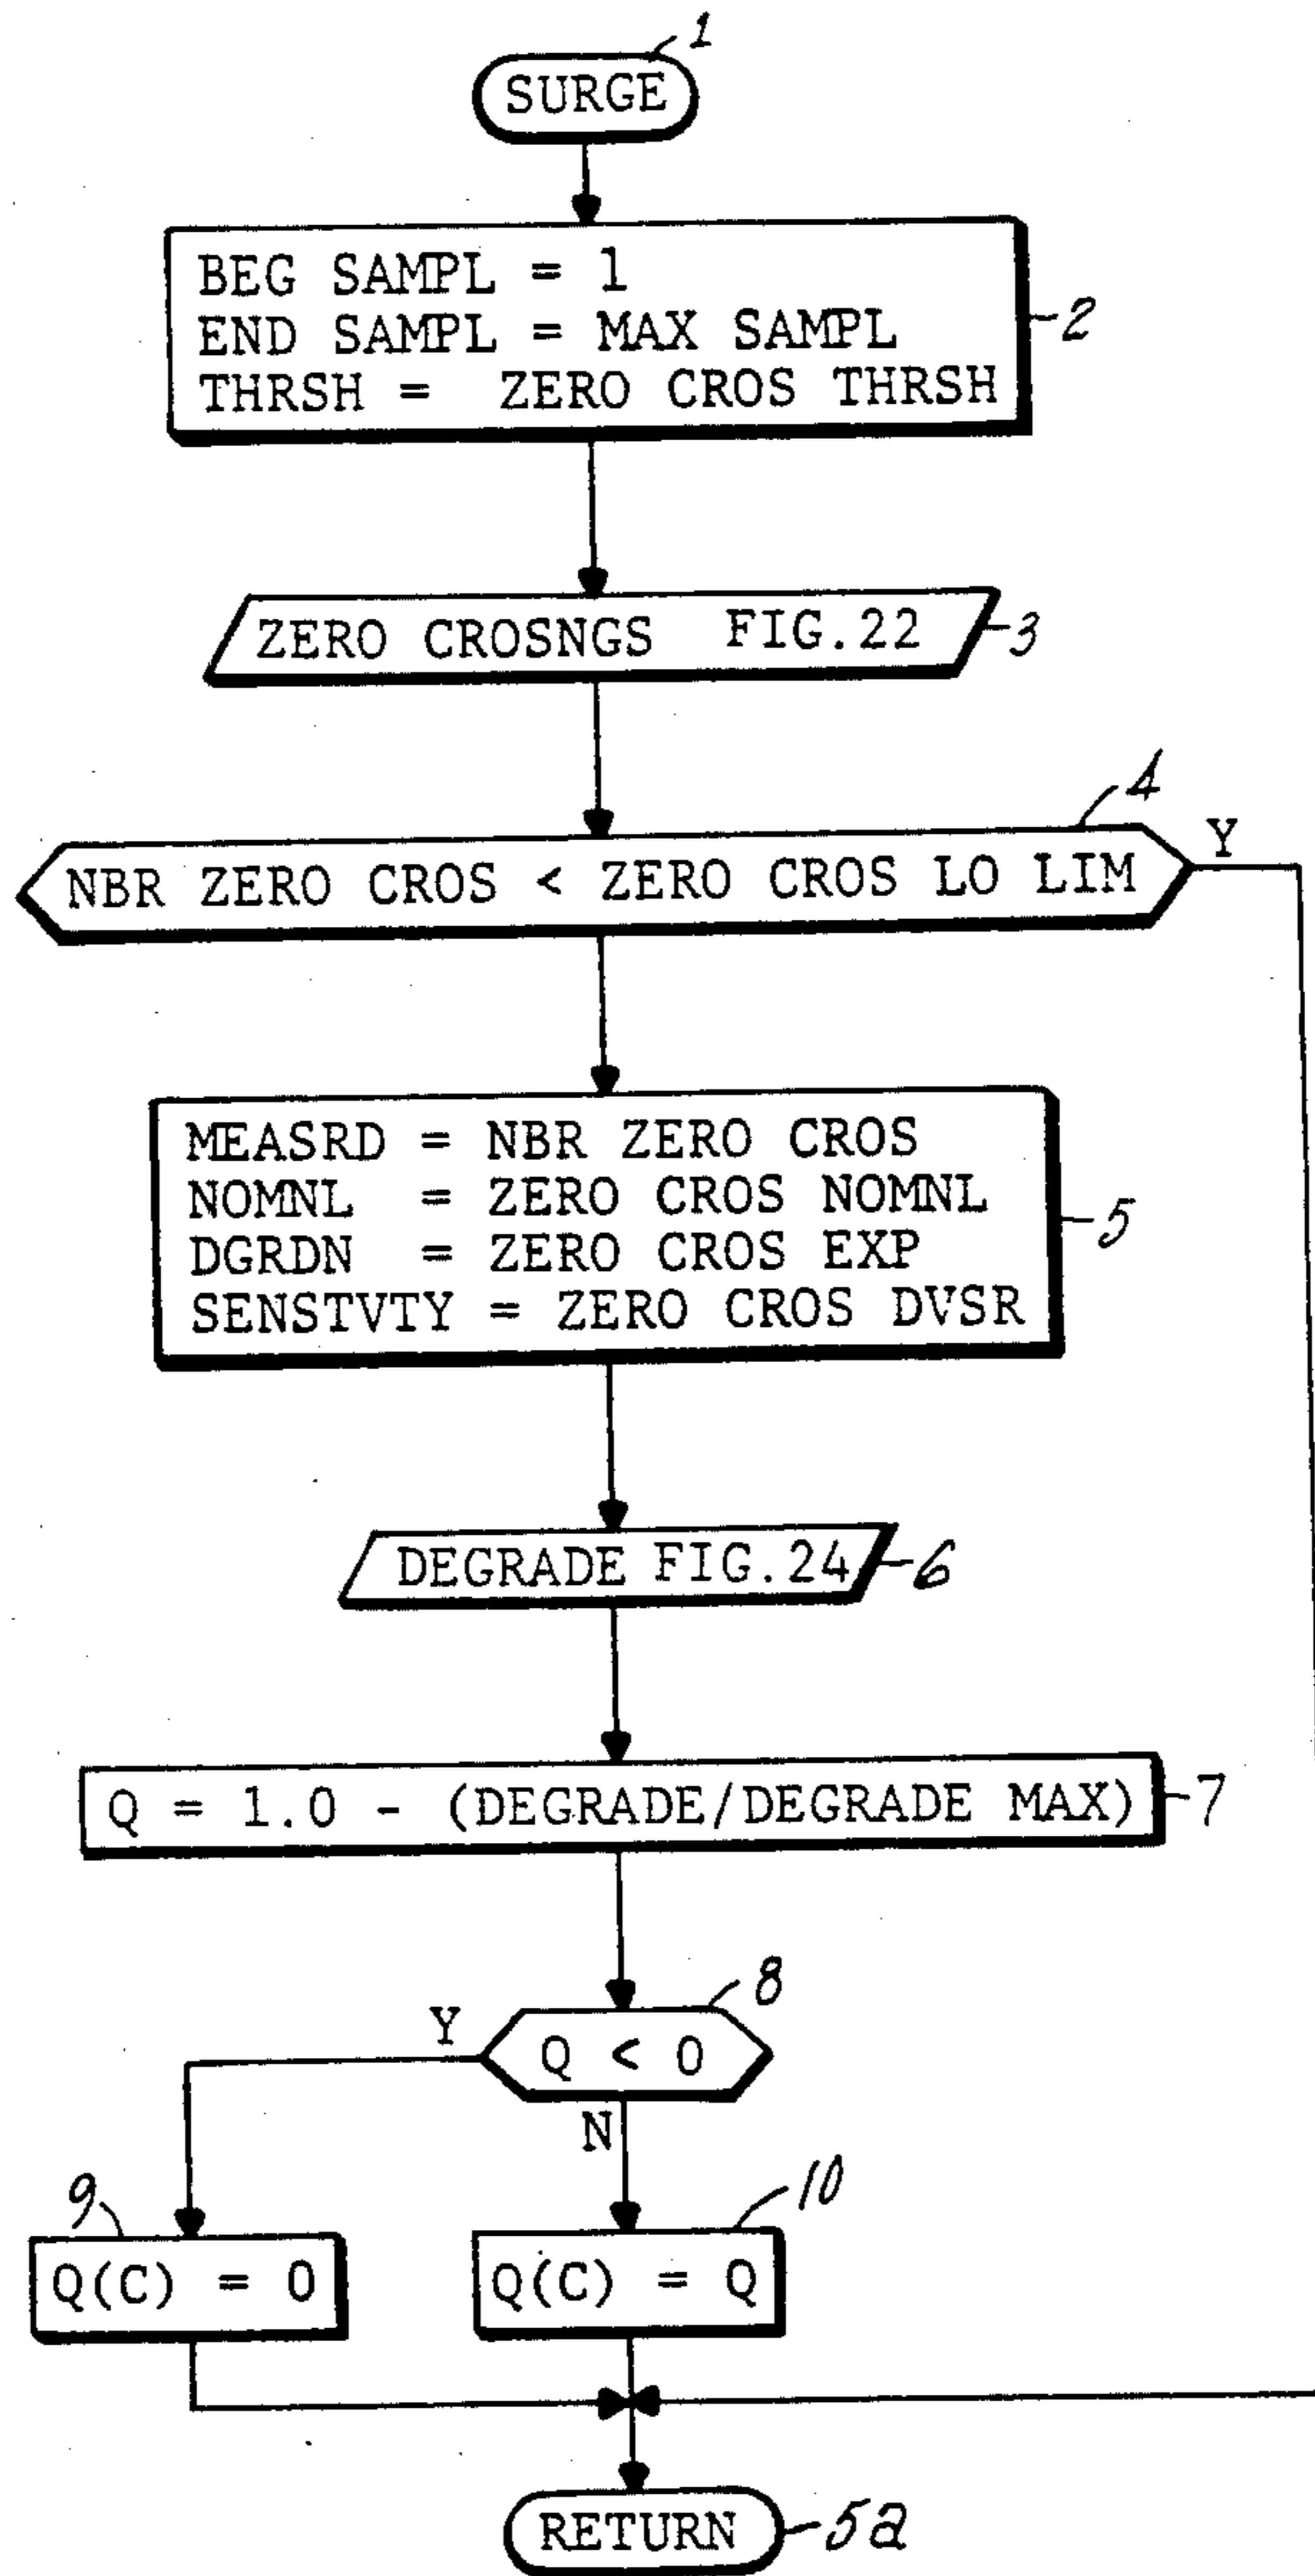 1
SURGE
BEG SAMPL = 1
END SAMPL = MAX SAMPL
THRSH = ZERO CROS THRSH
2
ZERO CROSNGS FIG.22
3
4
NBR ZERO CROS < ZERO CROS LO LIM
Y
MEASRD = NBR ZERO CROS
NOMNL = ZERO CROS NOMNL
DGRDN = ZERO CROS EXP
SENSTVTY = ZERO CROS DVSR
5
DEGRADE FIG.24
6
Q = 1.0 - (DEGRADE/DEGRADE MAX)
7
8
Y
Q < 0
N
9
10
Q(C) = 0
Q(C) = Q
RETURN
5a